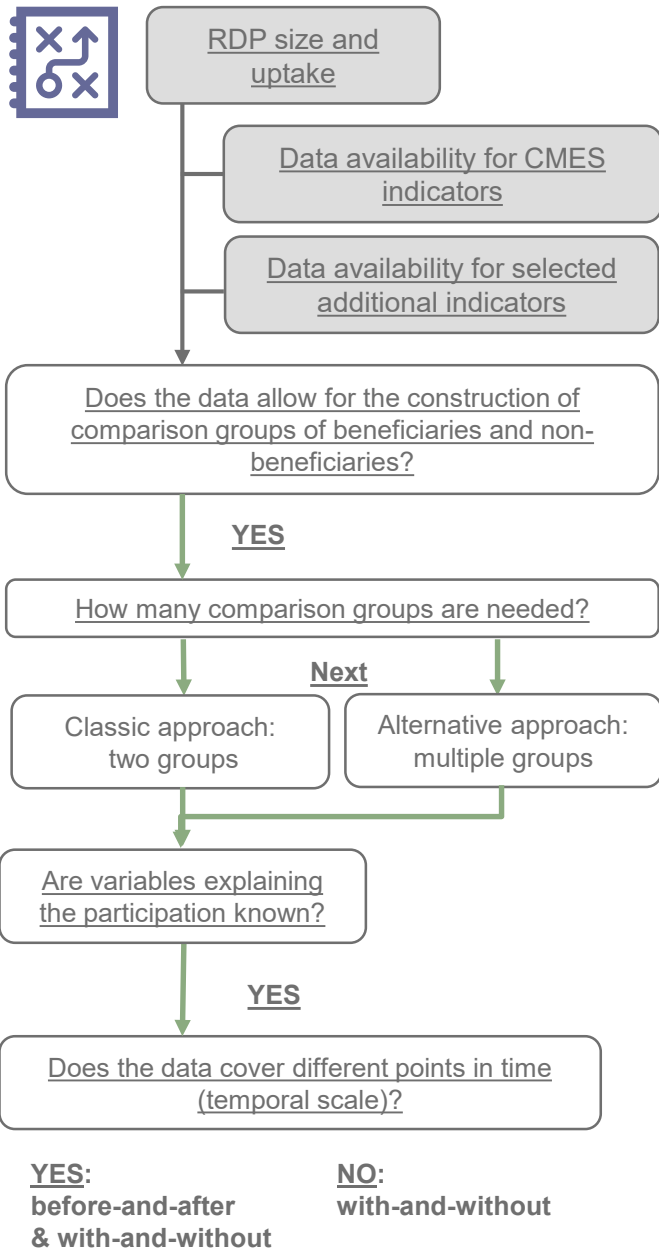 RDP size and
uptake
Data availability for CMES
indicators
Data availability for selected
additional indicators
Does the data allow for the construction of
comparison groups of beneficiaries and non-
beneficiaries?
YES
How many comparison groups are needed?
Next
Classic approach:
two groups
Alternative approach:
multiple groups
Are variables explaining
the participation known?
YES
Does the data cover different points in time
(temporal scale)?
YES:
before-and-after
& with-and-without
NO:
with-and-without